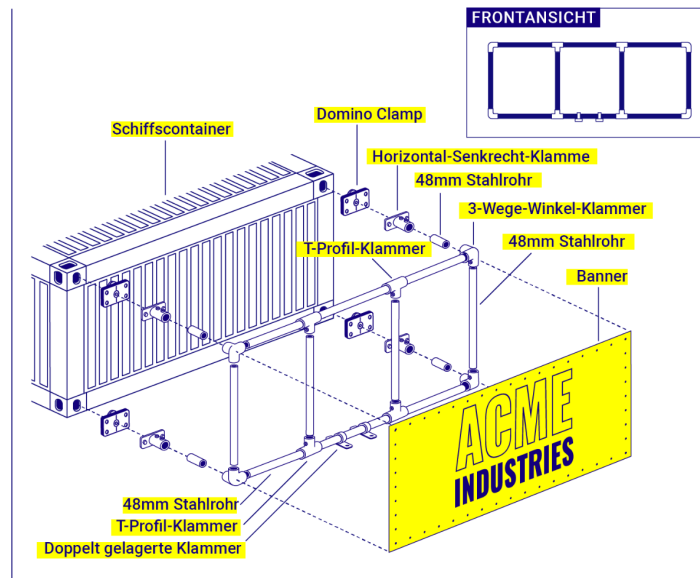 FRONTANSICHT
Domino Clamp
Schiffscontainer
Horizontal-Senkrecht-Klamme
48mm Stahlrohr
3-Wege-Winkel-Klammer
T-Profil-Klammer
48mm Stahlrohr
Banner
ACME
INDUSTRIES
48mm Stahlrohr
T-Profil-Klammer
Doppelt gelagerte Klammer